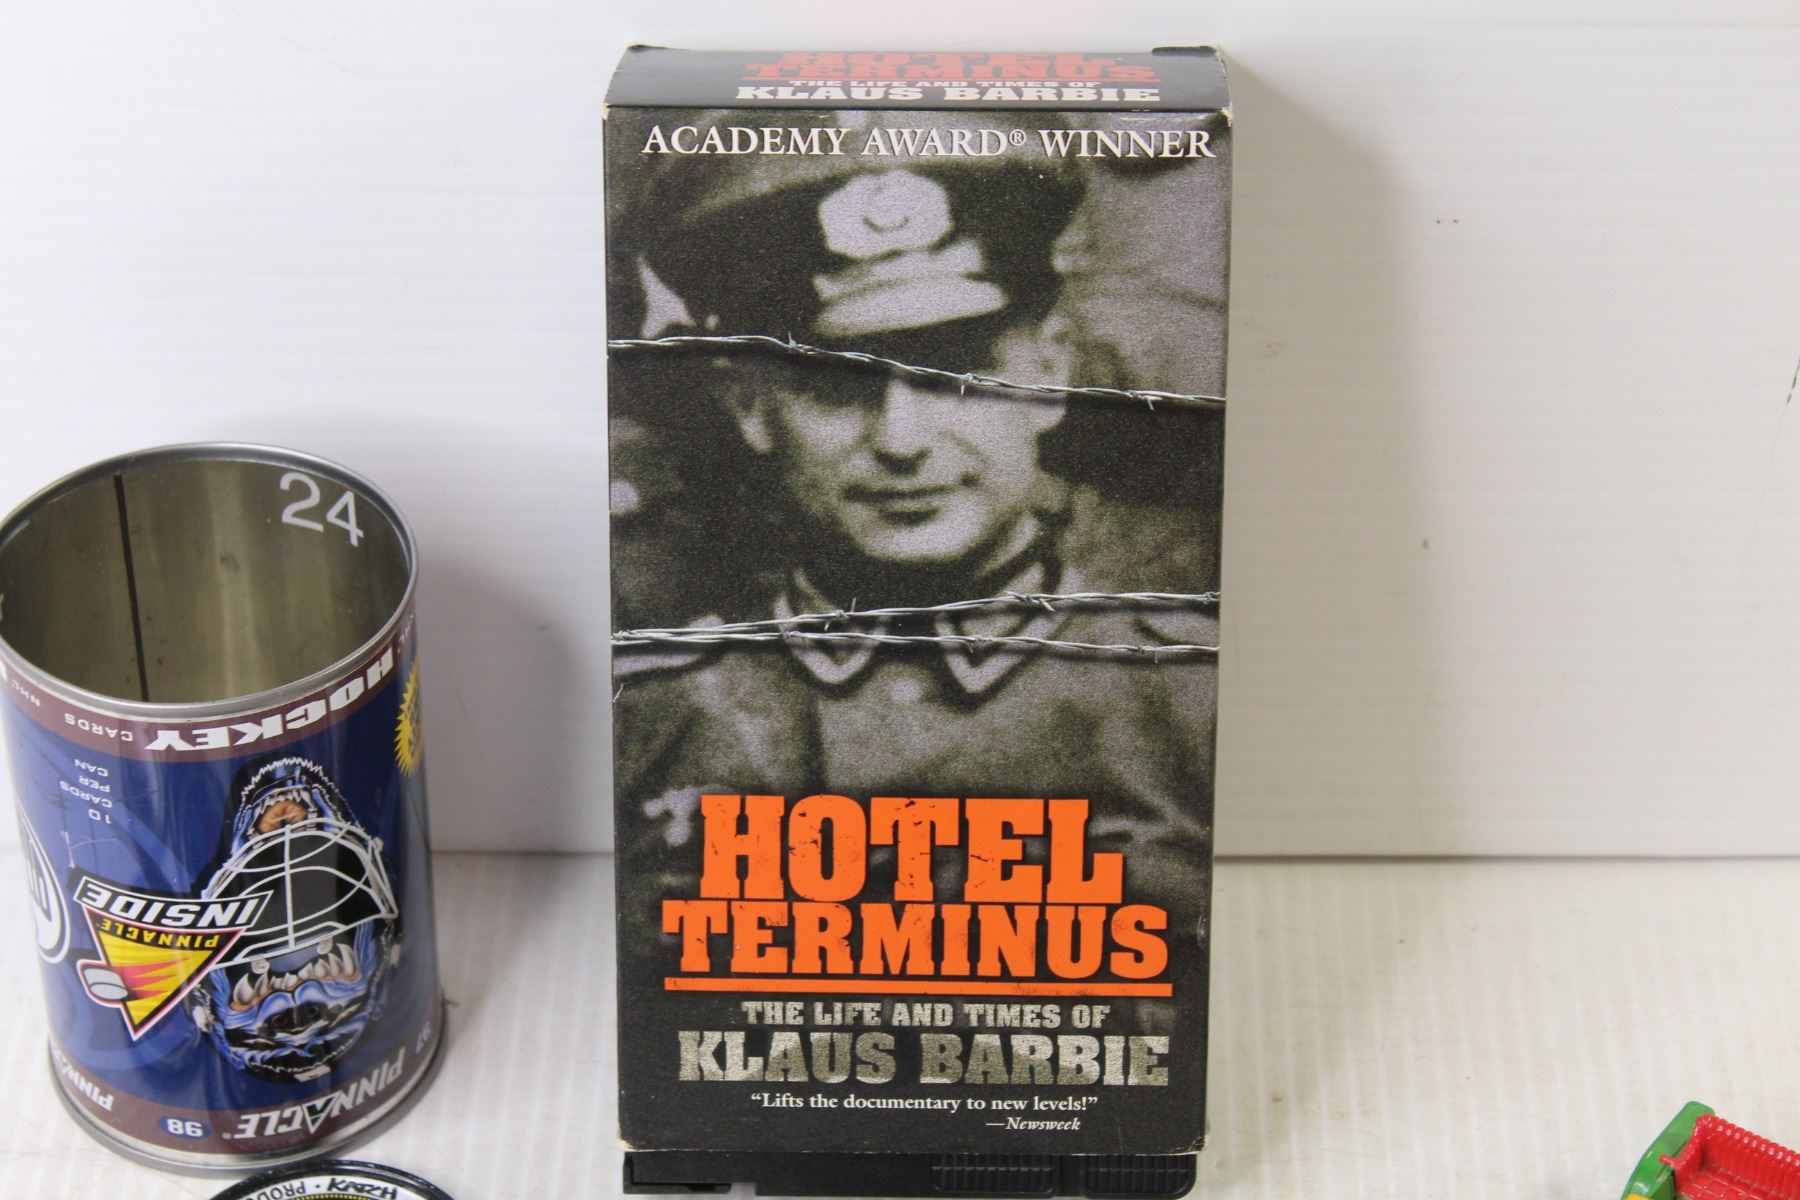 HOTEL
TERMINUS
THE LIFE AND TIMES OF
KLAUS BARBIE
ACADEMY AWARD® WINNER
HOTEL
TERMINUS
THE LIFE AND TIMES OF
KLAUS BARBIE
“Lifts the documentary to new levels!”
—Newsweek
24
HOCKEY
CARDS
10
CARDS
PER
CAN
INSIDE
PINNACLE
97
98
PINNACLE
KATCH